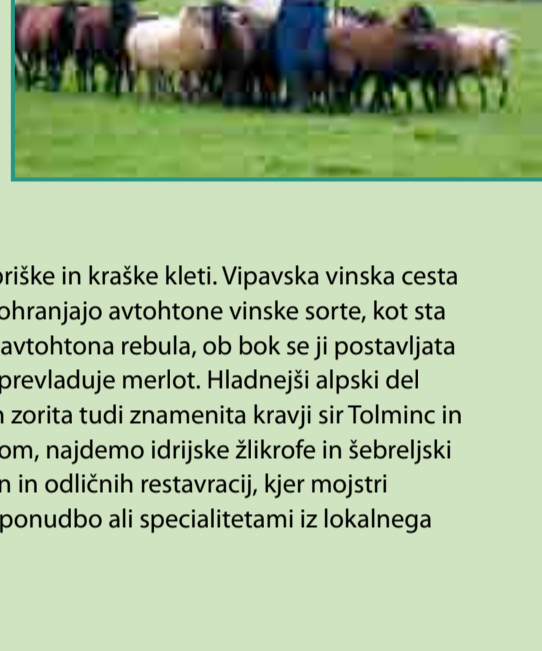 riške in kraške kleti. Vipavska vinska cesta
ohranjajo avtohtone vinske sorte, kot sta
avtohtona rebula, ob bok se ji postavljata
prevladuje merlot. Hladnejši alpski del
zorita tudi znamenita kravji sir Tolminc in
om, najdemo idrijske žlikrofe in šebreljski
n in odličnih restavracij, kjer mojstri
ponudbo ali specialitetami iz lokalnega